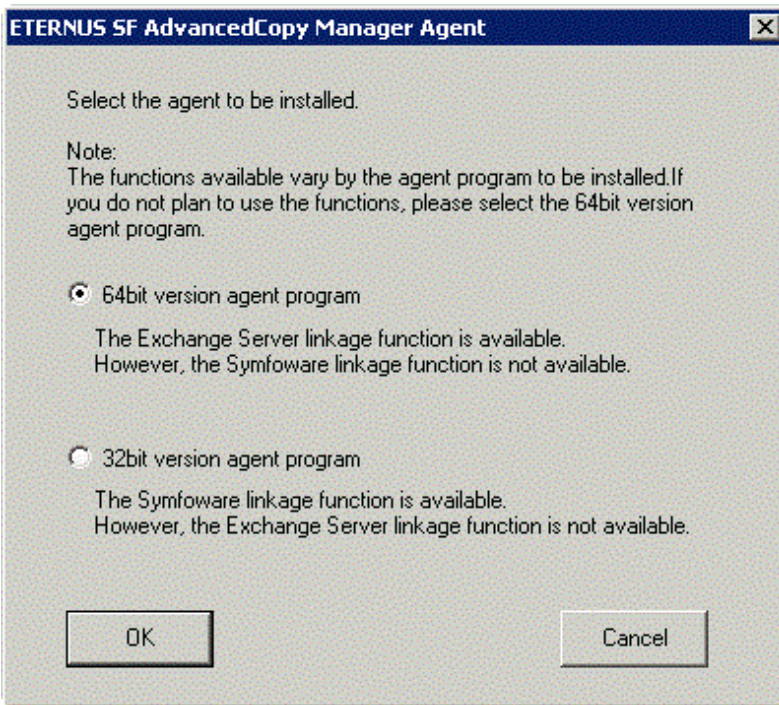 ETERNUS SF AdvancedCopy Manager Agent
Select the agent to be installed.
Note:
The functions available vary by the agent program to be installed.If
you do not plan to use the functions, please select the 64bit version
agent program.
64bit version agent program
The Exchange Server linkage function is available.
However, the Symfoware linkage function is not available.
32bit version agent program
The Symfoware linkage function is available.
However, the Exchange Server linkage function is not available.
OK
Cancel